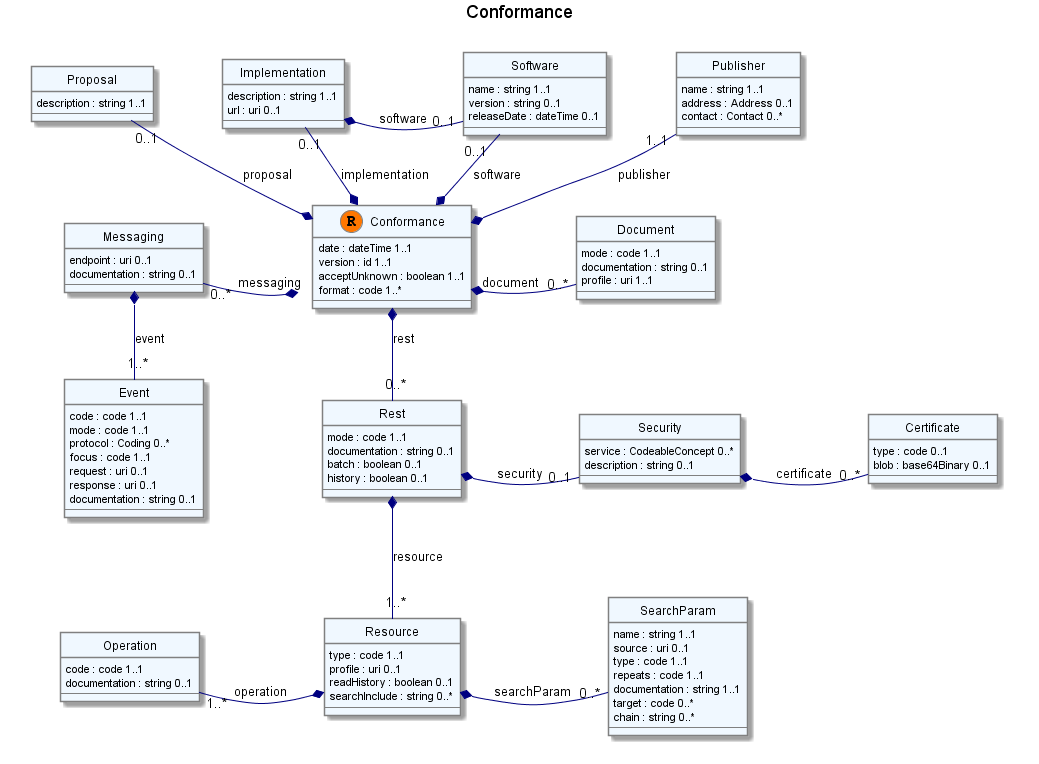 Conformance
Proposal
description : string 1..1
Implementation
description : string 1..1
url : uri 0..1
Software
name : string 1..1
version : string 0..1
releaseDate : dateTime 0..1
Publisher
name : string 1..1
address : Address 0..1
contact : Contact 0..*
software 0..1
0..1
proposal
0..1
implementation
0..1
software
1..1
publisher
R Conformance
date : dateTime 1..1
version : id 1..1
acceptUnknown : boolean 1..1
format : code 1..*
Messaging
endpoint : uri 0..1
documentation : string 0..1
0..* messaging
Document
mode : code 1..1
documentation : string 0..1
profile : uri 1..1
document 0..*
event
1..*
rest
0..*
Event
code : code 1..1
mode : code 1..1
protocol : Coding 0..*
focus : code 1..1
request : uri 0..1
response : uri 0..1
documentation : string 0..1
Rest
mode : code 1..1
documentation : string 0..1
batch : boolean 0..1
history : boolean 0..1
security 0..1
Security
service : CodeableConcept 0..*
description : string 0..1
certificate 0..*
Certificate
type : code 0..1
blob : base64Binary 0..1
resource
1..*
Operation
code : code 1..1
documentation : string 0..1
1..* operation
Resource
type : code 1..1
profile : uri 0..1
readHistory : boolean 0..1
searchInclude : string 0..*
searchParam 0..*
SearchParam
name : string 1..1
source : uri 0..1
type : code 1..1
repeats : code 1..1
documentation : string 1..1
target : code 0..*
chain : string 0..*